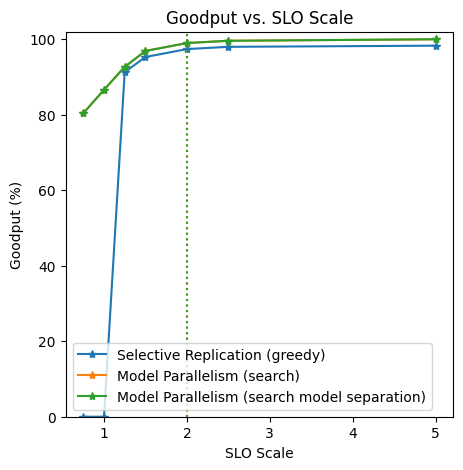 Goodput vs. SLO Scale
100
80
60
40
20
0
Goodput (%)
Selective Replication (greedy)
Model Parallelism (search)
Model Parallelism (search model separation)
1
2
3
4
5
SLO Scale